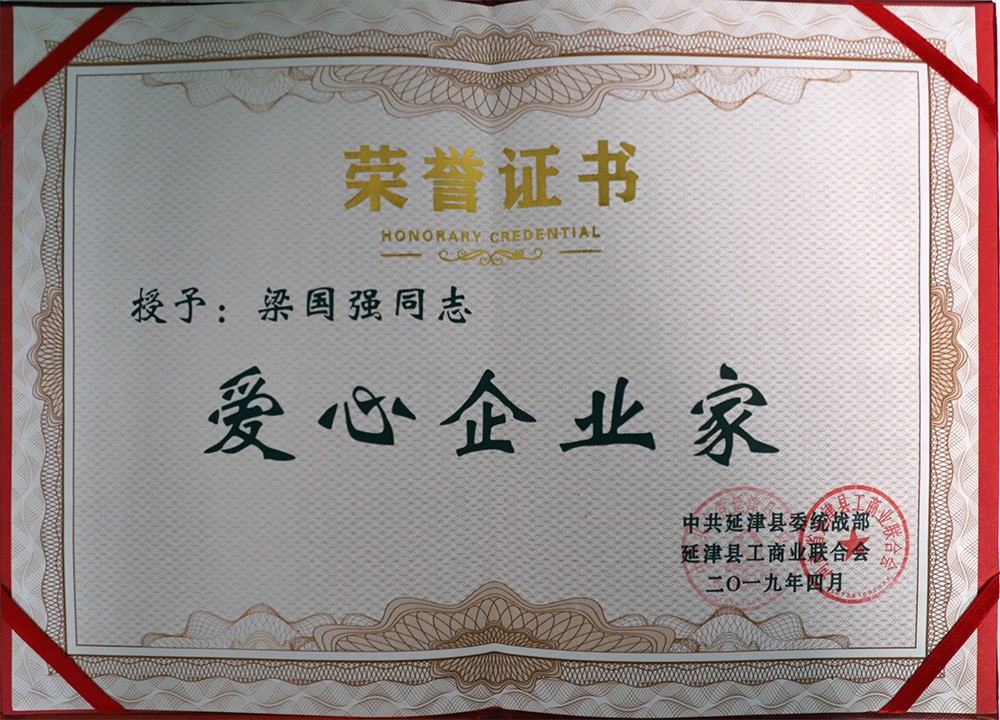 荣誉证书
HONORARY CREDENTIAL
授予：梁国强同志
爱心企业家
中共延津县委统战部
延津县工商业联合会
二〇一九年四月